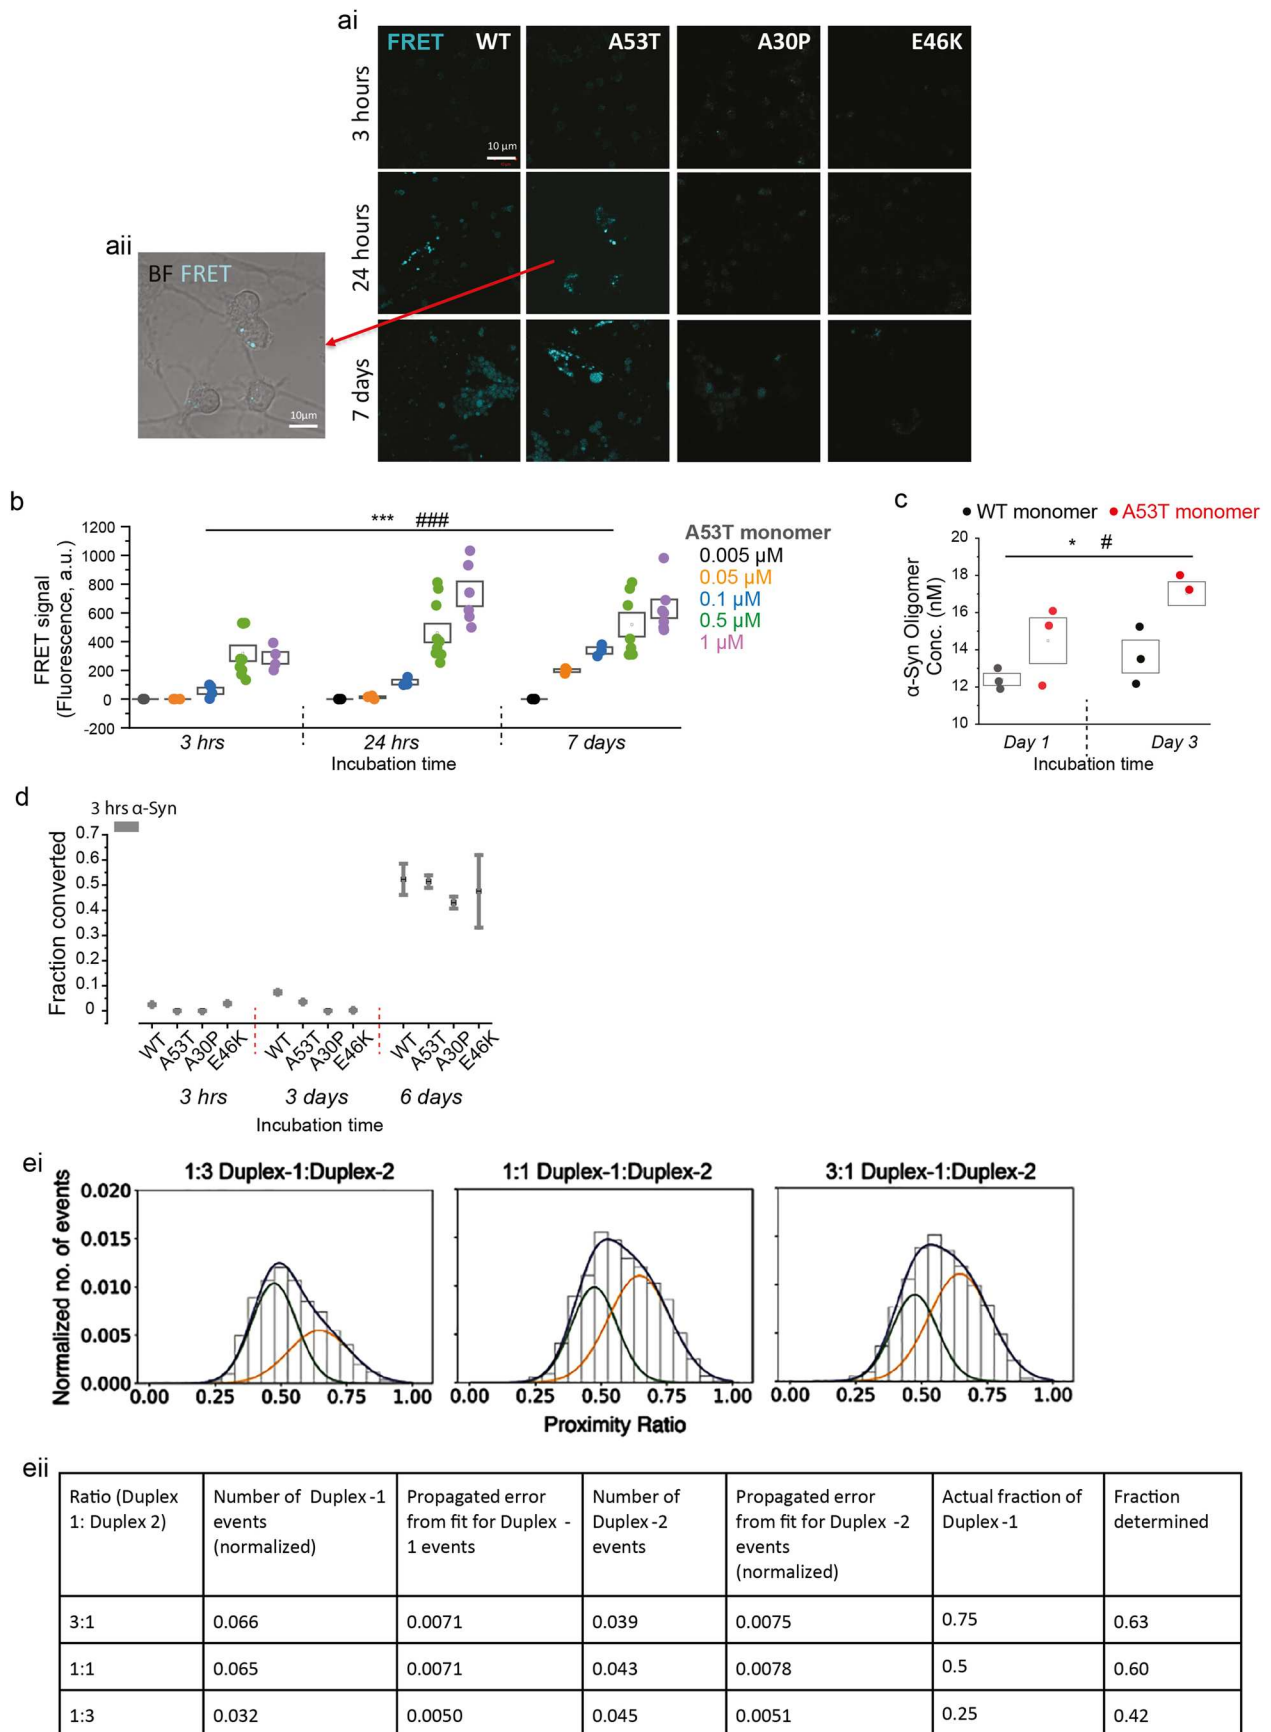 ai
FRET WT A53T A30P E46K
3 hours
10 µm
24 hours
aii
BF FRET
10µm
7 days
b
FRET signal
(Fluorescence, a.u.)
1200
1000
800
600
400
200
0
-200
*** ###
3 hrs 24 hrs 7 days
Incubation time
A53T monomer
0.005 µM
0.05 µM
0.1 µM
0.5 µM
1 µM
c
WT monomer A53T monomer
α-Syn Oligomer
Conc. (nM)
20
18
16
14
12
10
* #
Day 1 Day 3
Incubation time
d
3 hrs α-Syn
Fraction converted
0.7
0.6
0.5
0.4
0.3
0.2
0.1
0
WT A53T A30P E46K WT A53T A30P E46K WT A53T A30P E46K
3 hrs 3 days 6 days
Incubation time
ei
1:3 Duplex-1:Duplex-2 1:1 Duplex-1:Duplex-2 3:1 Duplex-1:Duplex-2
Normalized no. of events
0.020
0.015
0.010
0.005
0.000
0.00 0.25 0.50 0.75 1.00 0.00 0.25 0.50 0.75 1.00 0.00 0.25 0.50 0.75 1.00
Proximity Ratio
eii
Ratio (Duplex
1: Duplex 2)
Number of Duplex -1
events
(normalized)
Propagated error
from fit for Duplex -
1 events
Number of
Duplex -2
events
Propagated error
from fit for Duplex -2
events
(normalized)
Actual fraction of
Duplex -1
Fraction
determined
3:1 0.066 0.0071 0.039 0.0075 0.75 0.63
1:1 0.065 0.0071 0.043 0.0078 0.5 0.60
1:3 0.032 0.0050 0.045 0.0051 0.25 0.42